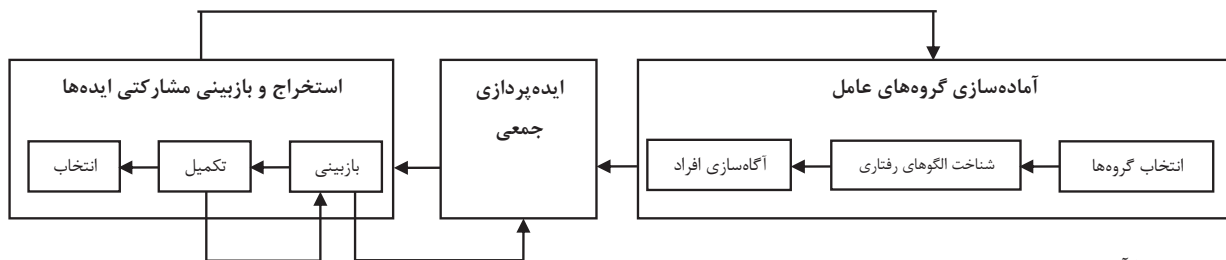 آماده‌سازی گروه‌های عامل
انتخاب گروه‌ها
شناخت الگوهای رفتاری
آگاه‌سازی افراد
ایده‌پردازی
جمعی
استخراج و بازبینی مشارکتی ایده‌ها
بازبینی
تکمیل
انتخاب